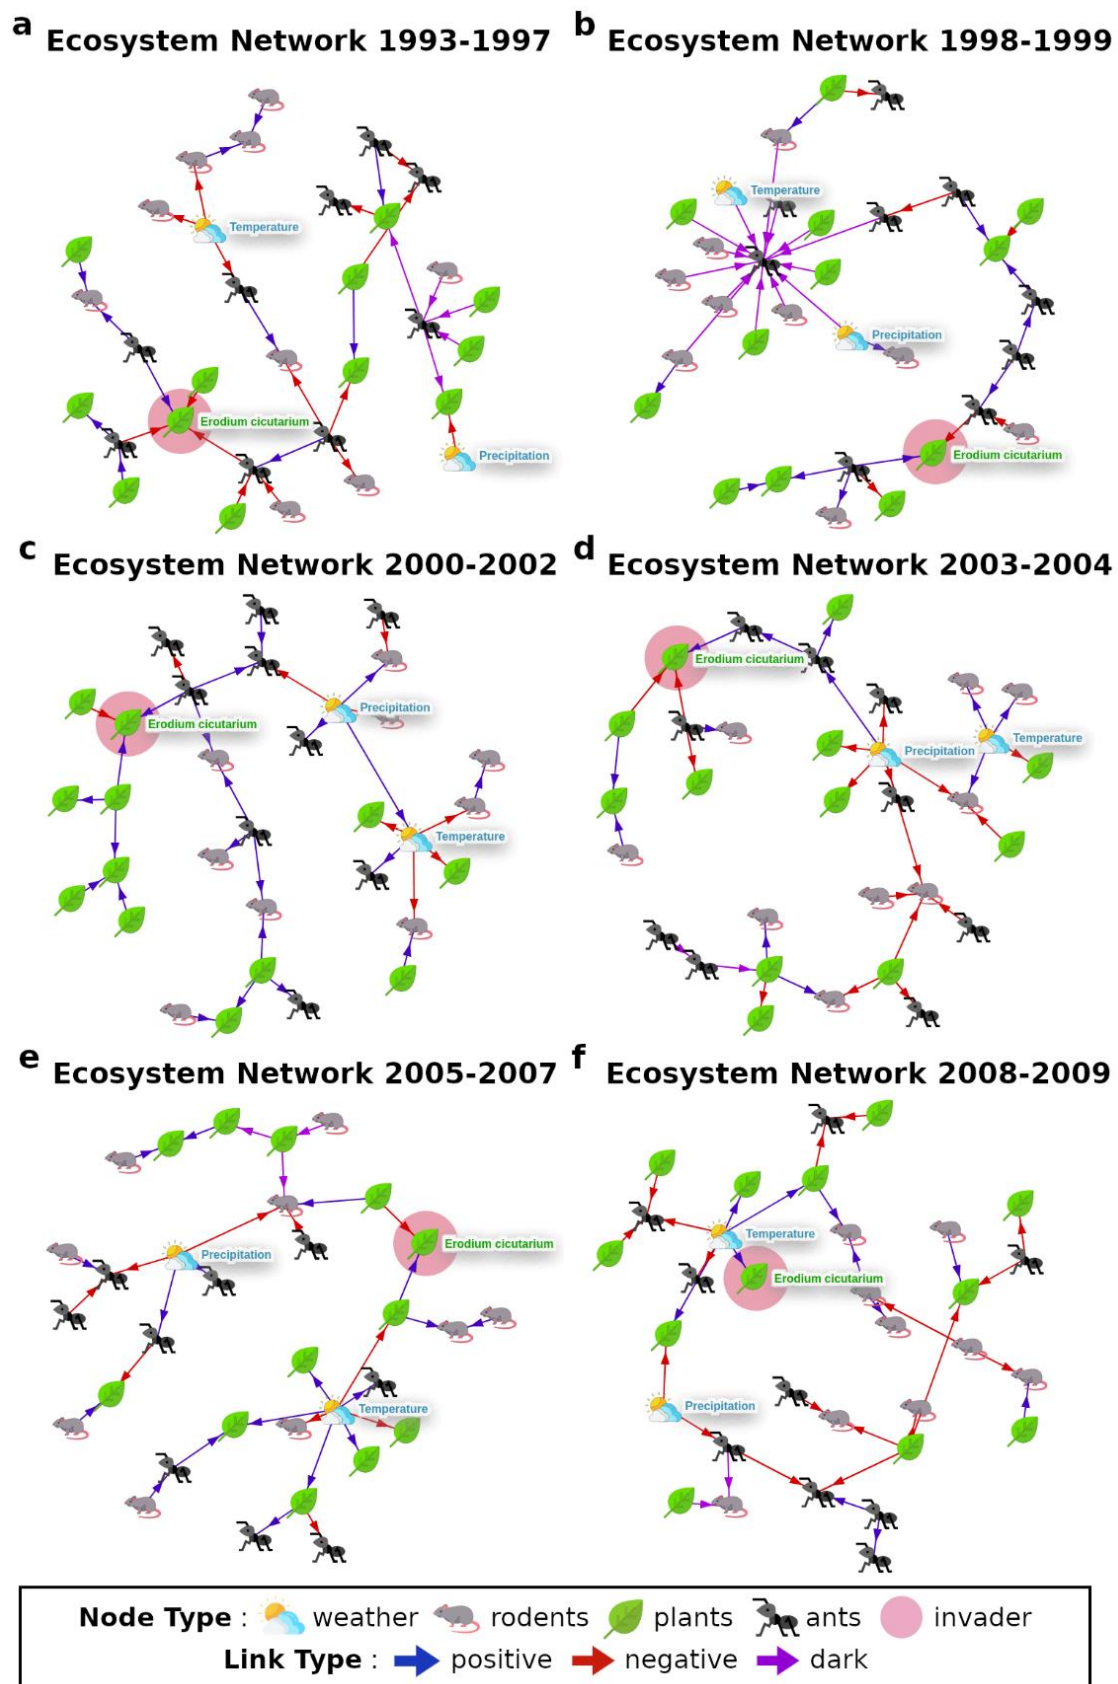 a
Ecosystem Network 1993-1997
Temperature
Erodium cicutarium
Precipitation
b
Ecosystem Network 1998-1999
Temperature
Precipitation
Erodium cicutarium
c
Ecosystem Network 2000-2002
Precipitation
Erodium cicutarium
Temperature
d
Ecosystem Network 2003-2004
Erodium cicutarium
Temperature
Precipitation
e
Ecosystem Network 2005-2007
Erodium cicutarium
Precipitation
Temperature
f
Ecosystem Network 2008-2009
Temperature
Erodium cicutarium
Precipitation
Node Type : weather rodents plants ants invader
Link Type : positive negative dark